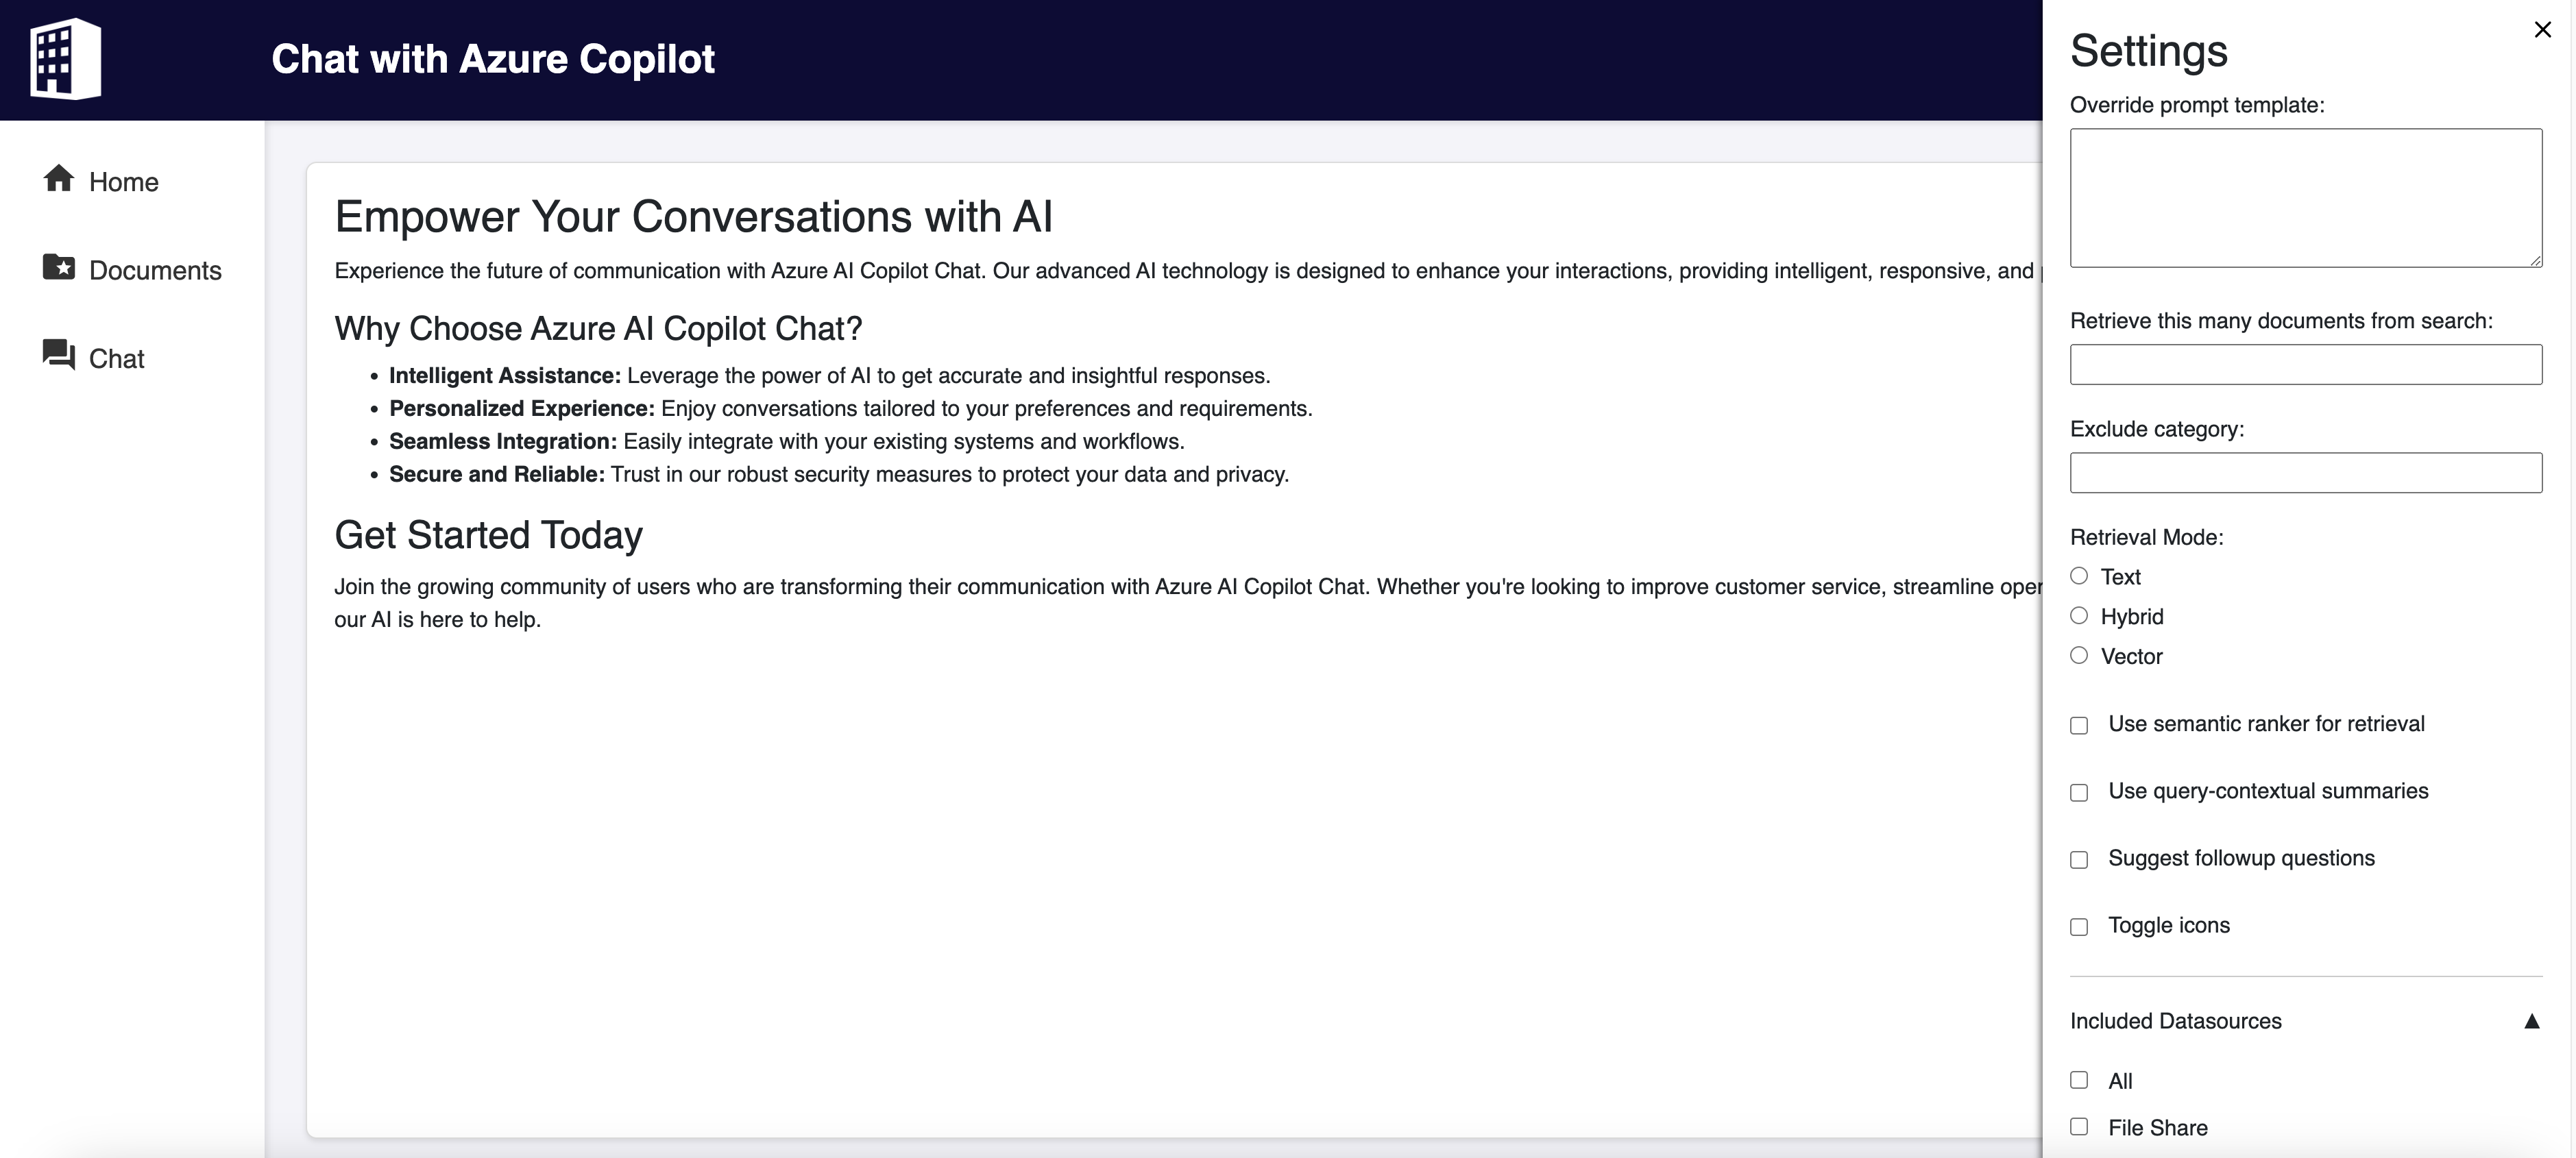 Chat with Azure Copilot
Home
Documents
Chat
Empower Your Conversations with AI
Experience the future of communication with Azure AI Copilot Chat. Our advanced AI technology is designed to enhance your interactions, providing intelligent, responsive, and
Why Choose Azure AI Copilot Chat?
• Intelligent Assistance: Leverage the power of AI to get accurate and insightful responses.
• Personalized Experience: Enjoy conversations tailored to your preferences and requirements.
• Seamless Integration: Easily integrate with your existing systems and workflows.
• Secure and Reliable: Trust in our robust security measures to protect your data and privacy.
Get Started Today
Join the growing community of users who are transforming their communication with Azure AI Copilot Chat. Whether you're looking to improve customer service, streamline oper
our AI is here to help.
Settings
Override prompt template:
Retrieve this many documents from search:
Exclude category:
Retrieval Mode:
Text
Hybrid
Vector
Use semantic ranker for retrieval
Use query-contextual summaries
Suggest followup questions
Toggle icons
Included Datasources
All
File Share